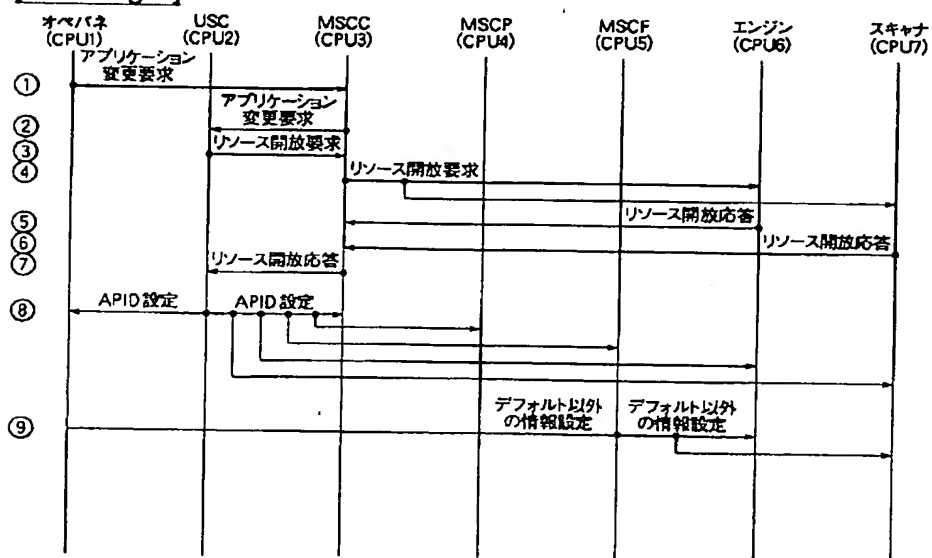 オペパネ
(CPU1)
USC
(CPU2)
MSCC
(CPU3)
MSCP
(CPU4)
MSCF
(CPU5)
エンジン
(CPU6)
スキャナ
(CPU7)
アプリケーション
変更要求
①
アプリケーション
変更要求
②
③ リソース開放要求
④ リソース開放要求
⑤ リソース開放応答
⑥ リソース開放応答
⑦ リソース開放応答
⑧ APID設定 APID設定
デフォルト以外
の情報設定
デフォルト以外
の情報設定
⑨